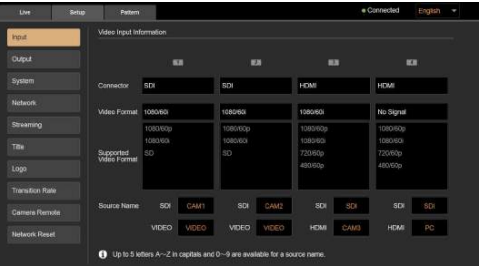 Live Setup Pattern Connected English
Input
Output
System
Network
Streaming
Title
Logo
Transition Rate
Camera Remote
Network Reset
Video Input Information
1 2 3 4
Connector SDI SDI HDMI HDMI
Video Format 1080/60i 1080/60i 1080/60i No Signal
Supported
Video Format
1080/60p 1080/60p 1080/60p 1080/60p
1080/60i 1080/60i 1080/60i 1080/60i
SD SD 720/60p 720/60p
480/60p 480/60p
Source Name SDI CAM1 SDI CAM2 SDI SDI SDI SDI
VIDEO VIDEO VIDEO VIDEO HDMI CAM3 HDMI PC
Up to 5 letters A~Z in capitals and 0~9 are available for a source name.